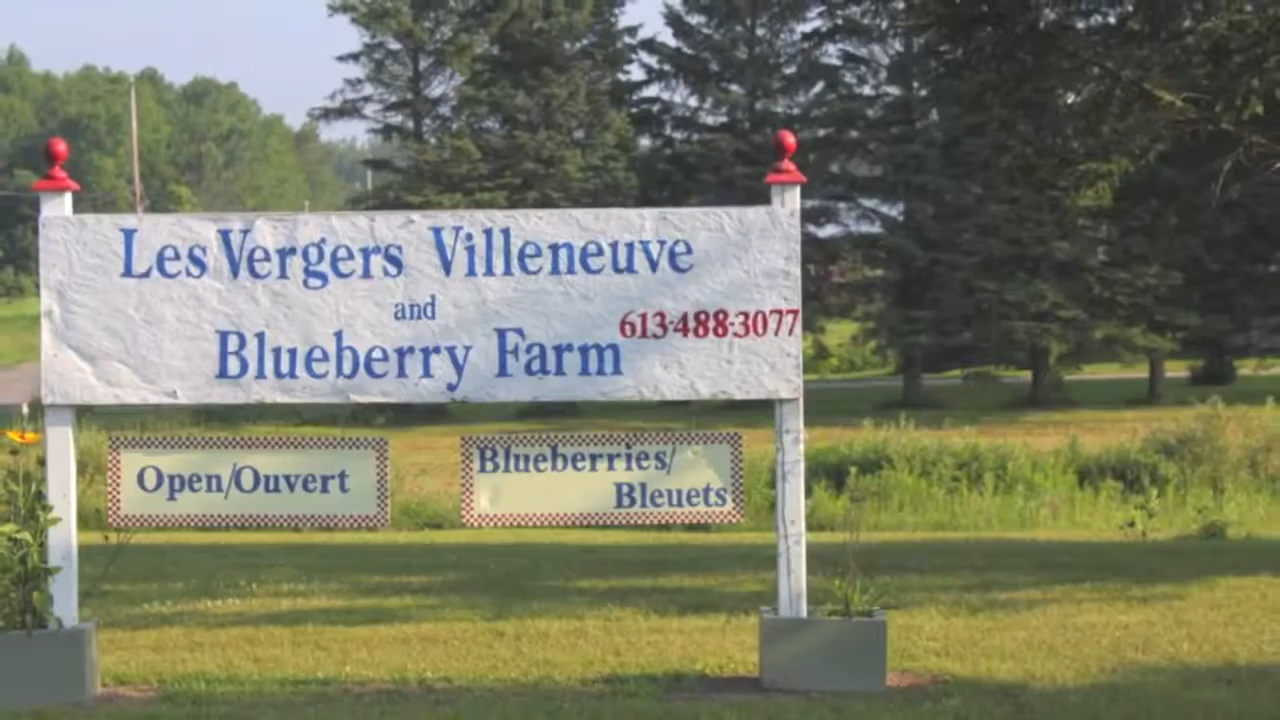 Les Vergers Villeneuve
and
Blueberry Farm
613-488-3077
Open/Ouvert
Blueberries/
Bleuets